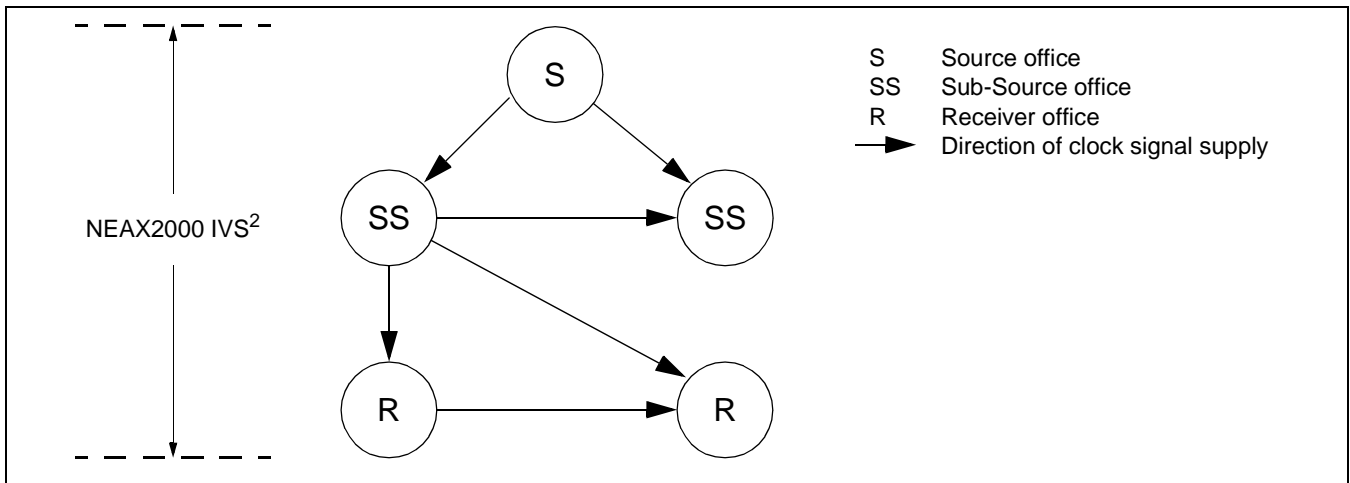 S
S Source office
SS Sub-Source office
R Receiver office
Direction of clock signal supply
NEAX2000 IVS²
SS
SS
R
R